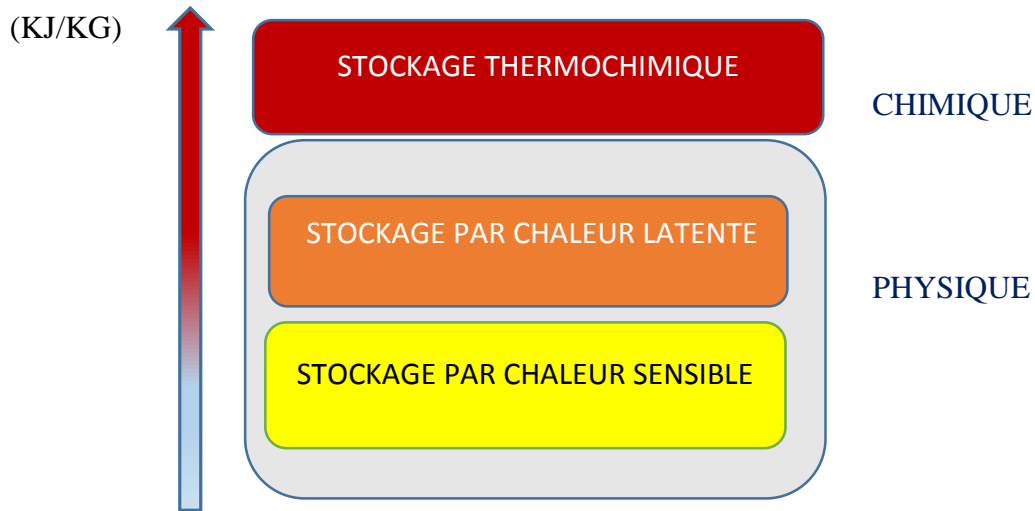 (KJ/KG)
STOCKAGE THERMOCHIMIQUE
CHIMIQUE
STOCKAGE PAR CHALEUR LATENTE
PHYSIQUE
STOCKAGE PAR CHALEUR SENSIBLE